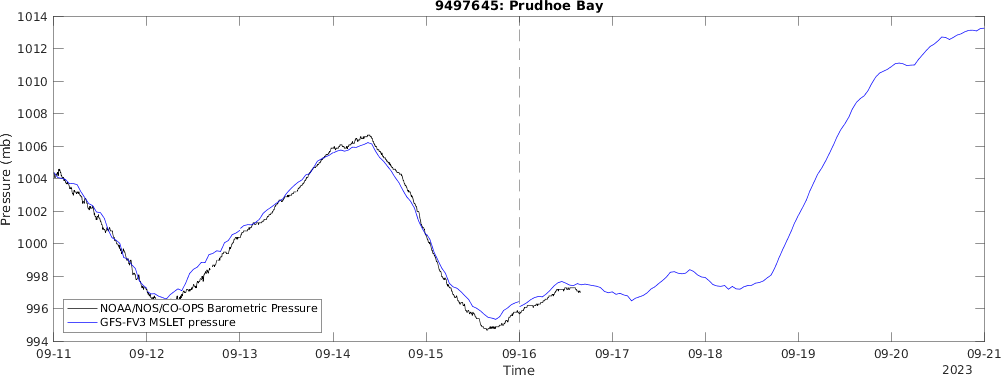 9497645: Prudhoe Bay
Pressure (mb)
1014
1012
1010
1008
1006
1004
1002
1000
998
996
994
NOAA/NOS/CO-OPS Barometric Pressure
GFS-FV3 MSLET pressure
09-11 09-12 09-13 09-14 09-15 09-16 09-17 09-18 09-19 09-20 09-21
Time
2023